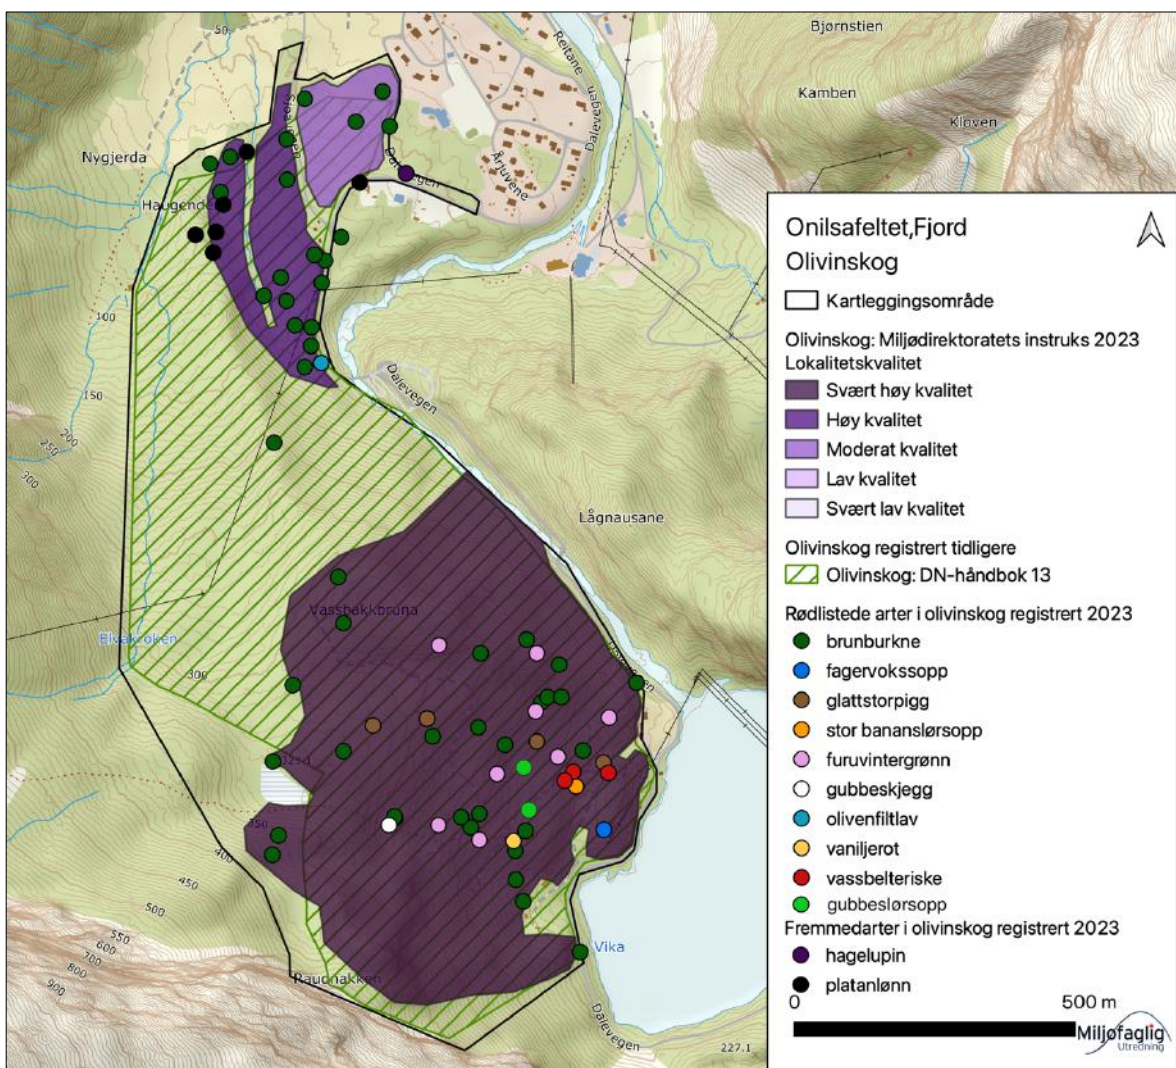 50
Bjørnstien
Reitane
Dalevegen
Kamben
Kloven
Nygjerda
Årjuvene
100
Dalevegen
150
200
250
300
Lågnausane
Vassbakkbruna
300
350
400
450
500
550
600
700
800
900
Vika
Raudnakken
Dalevegen
227.1
Onilsafeltet,Fjord
Olivinskog
Kartleggingsområde
Olivinskog: Miljødirektoratets instruks 2023
Lokalitetskvalitet
Svært høy kvalitet
Høy kvalitet
Moderat kvalitet
Lav kvalitet
Svært lav kvalitet
Olivinskog registrert tidligere
Olivinskog: DN-håndbok 13
Rødlistede arter i olivinskog registrert 2023
brunburkne
fagervokssopp
glattstorpigg
stor bananslørsopp
furuvintergrønn
gubbeskjegg
olivenfiltlav
vaniljerot
vassbelteriske
gubbeslørsopp
Fremmedarter i olivinskog registrert 2023
hagelupin
platanlønn
0 500 m
Miljøfaglig
Utredning